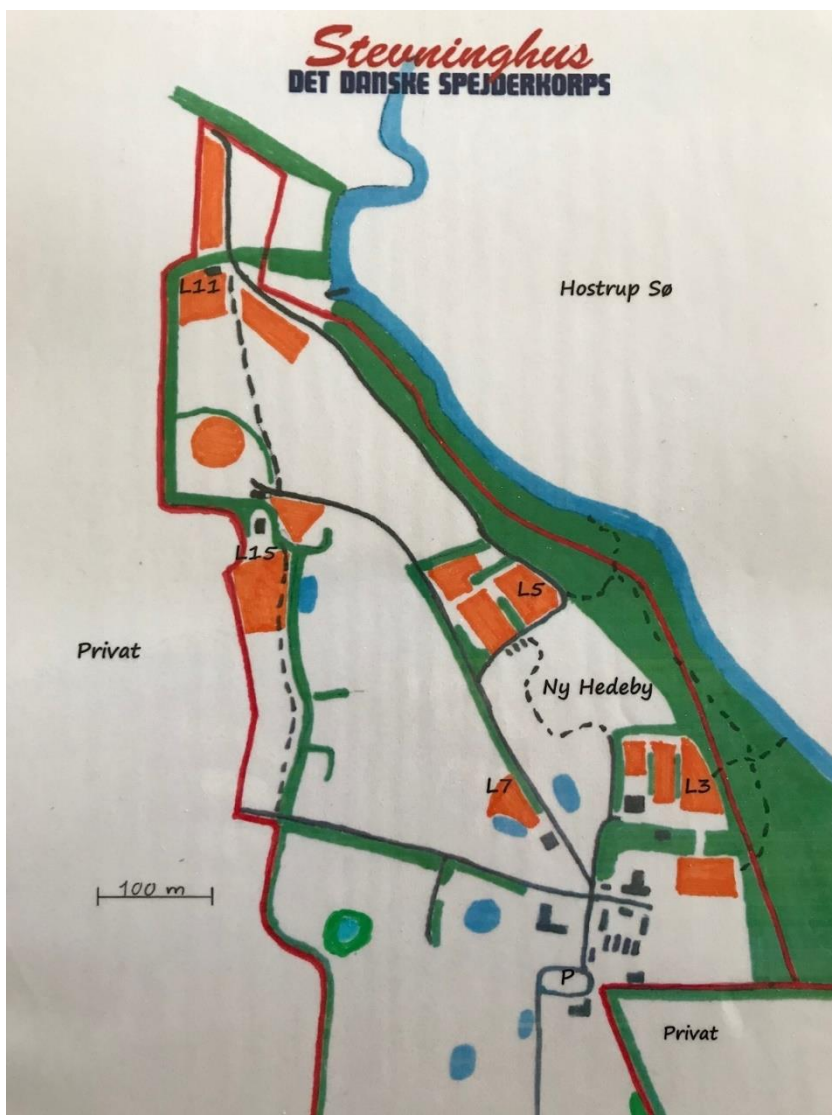 Stevninghus
DET DANSKE SPEJDERKORPS
Hostrup Sø
L11
L15
L5
Privat
Ny Hedeby
L7
L3
100 m
P
Privat